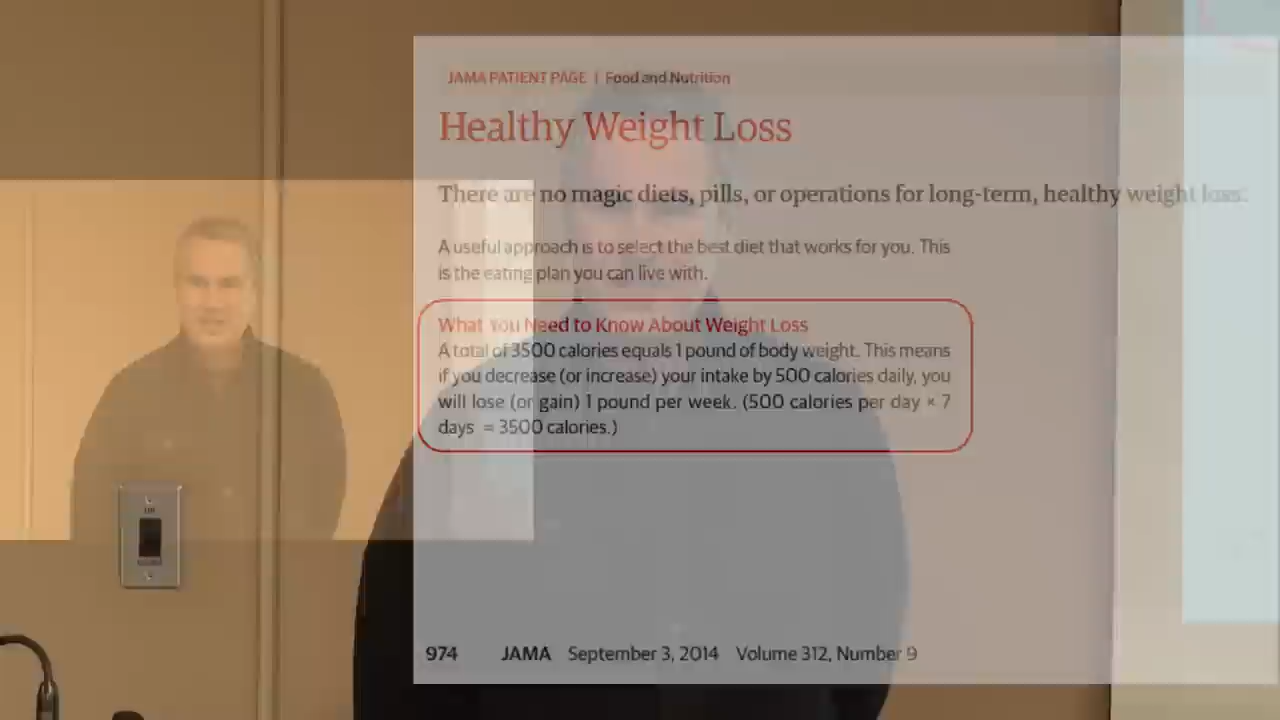 JAMA PATIENT PAGE | Food and Nutrition
Healthy Weight Loss
There are no magic diets, pills, or operations for long-term, healthy weight loss.
A useful approach is to select the best diet that works for you. This
is the eating plan you can live with.
What You Need to Know About Weight Loss
A total of 3500 calories equals 1 pound of body weight. This means
if you decrease (or increase) your intake by 500 calories daily, you
will lose (or gain) 1 pound per week. (500 calories per day × 7
days = 3500 calories.)
974 JAMA September 3, 2014 Volume 312, Number 9